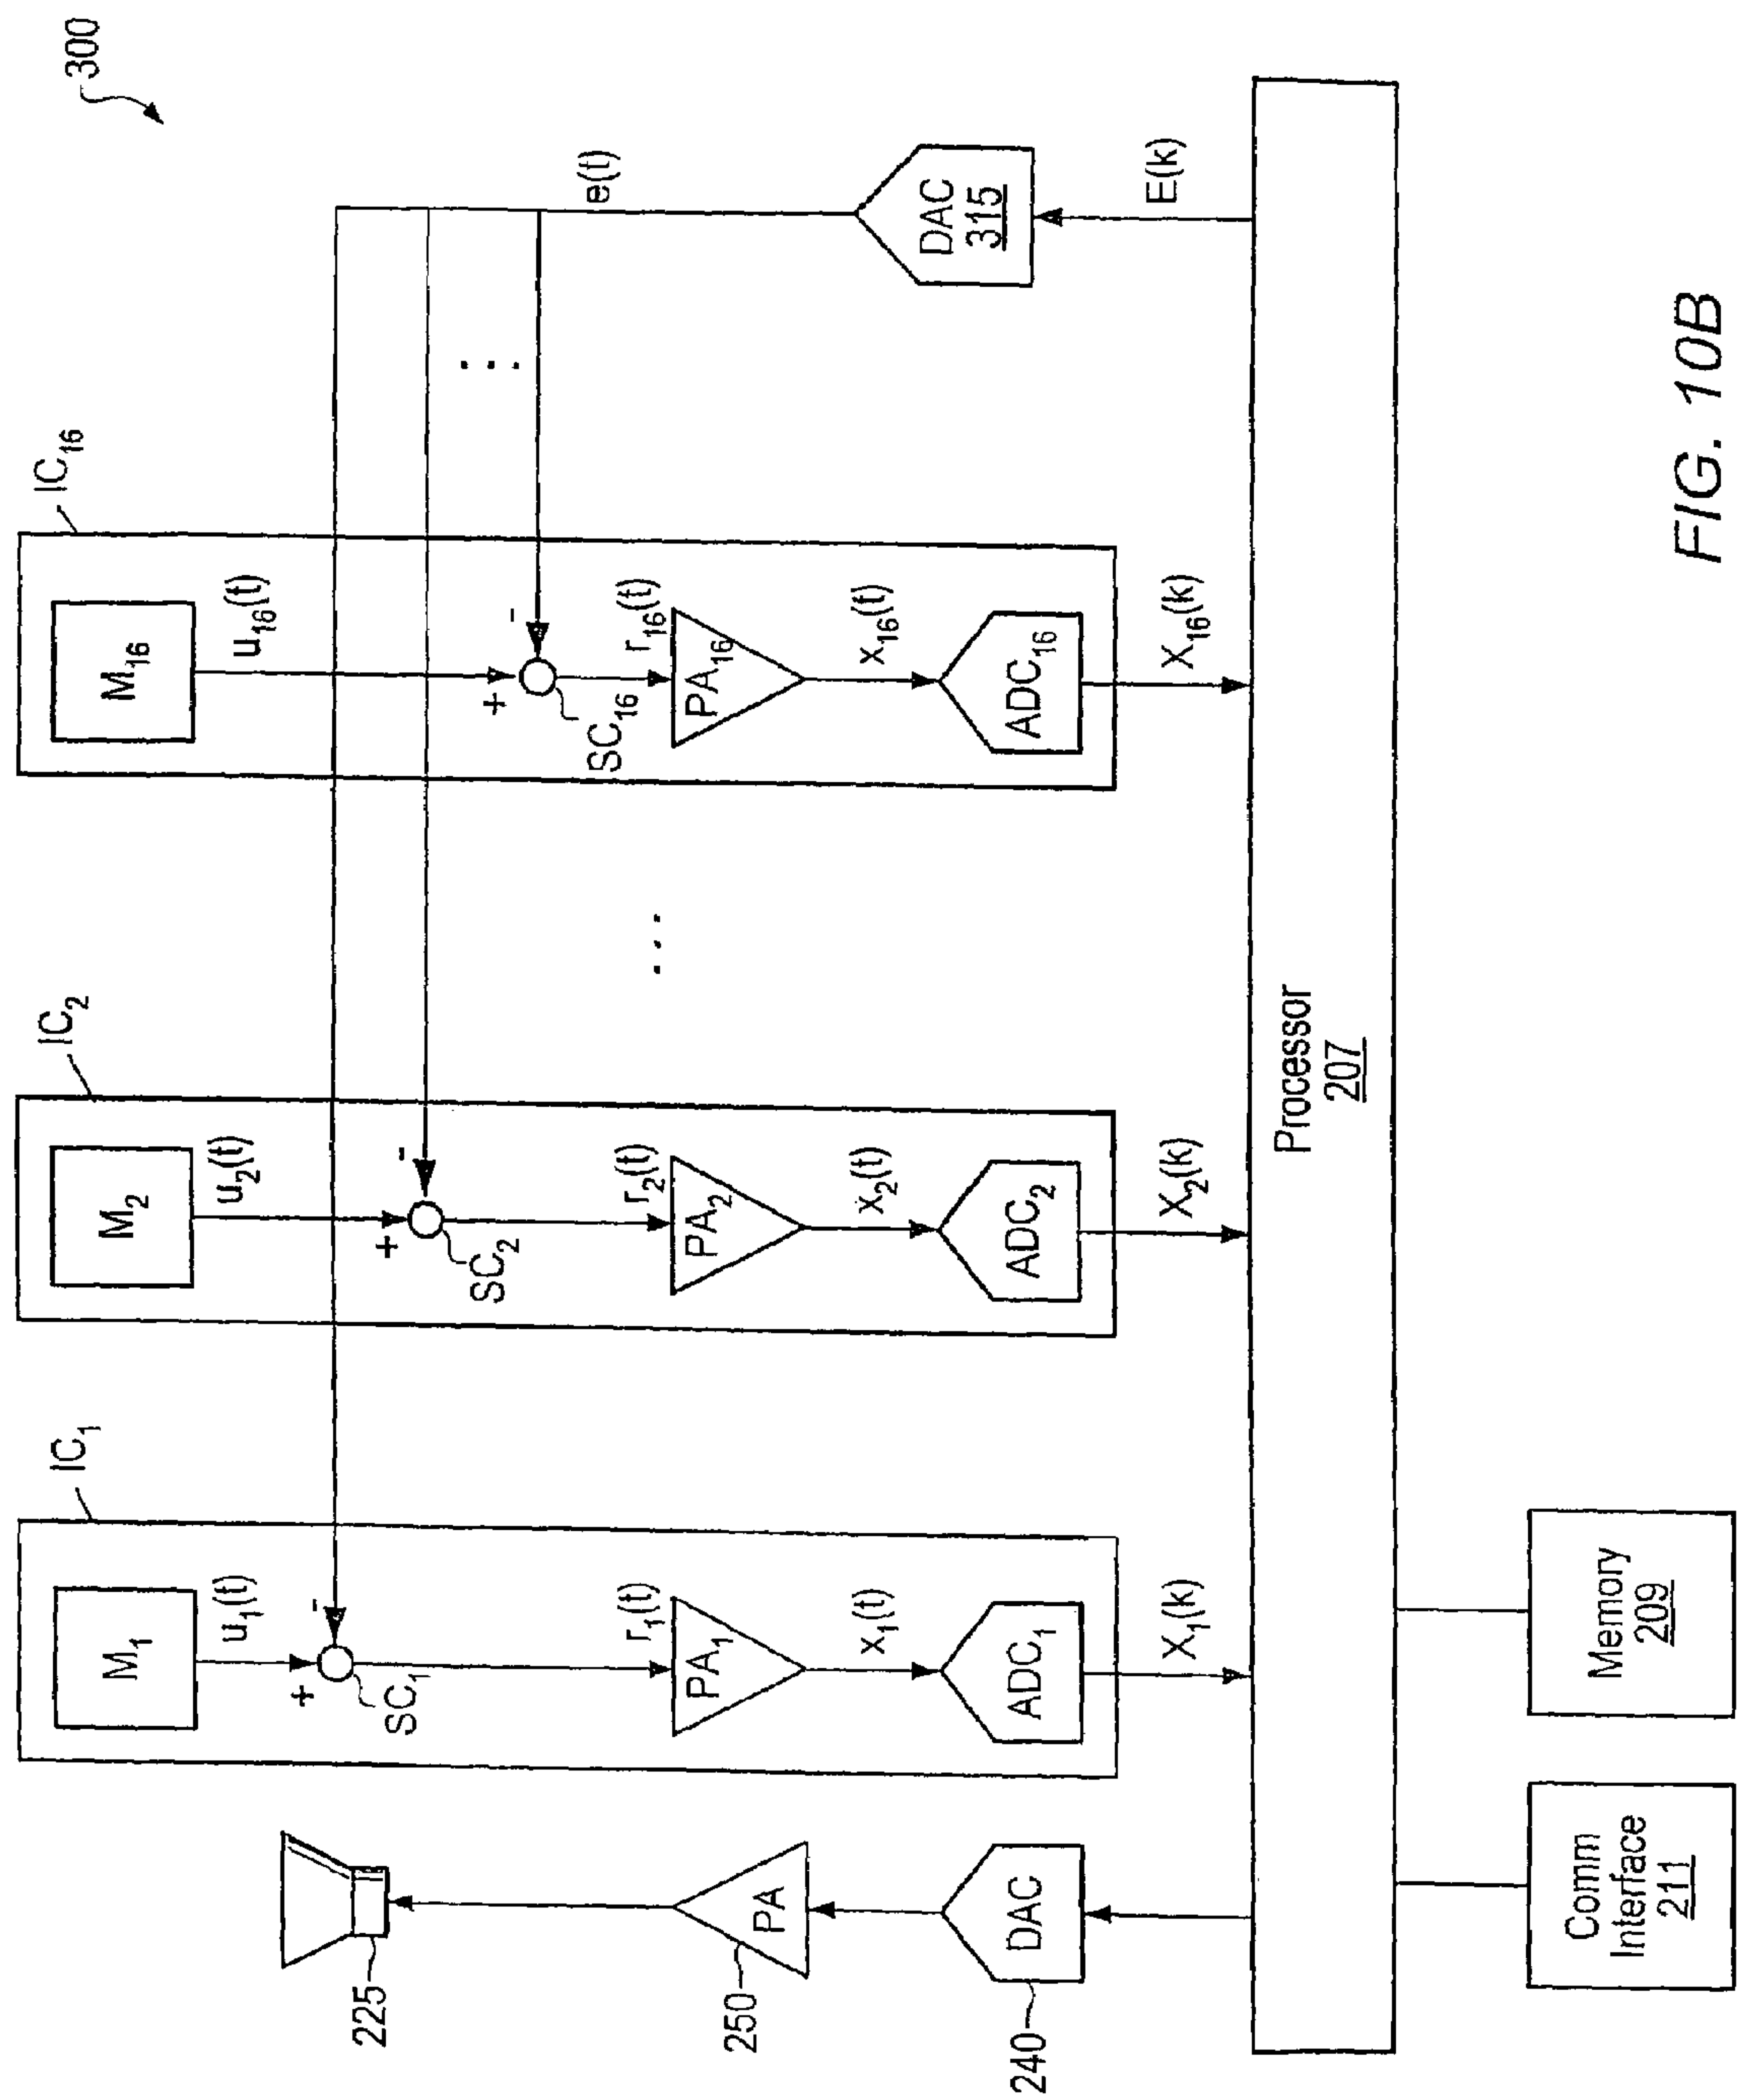 300
IC₁
IC₂
IC₁₆
M₁
M₂
M₁₆
u₁(t)
u₂(t)
u₁₆(t)
e(t)
+
-
+
-
+
-
SC₁
SC₂
SC₁₆
. . .
. . .
r₁(t)
r₂(t)
r₁₆(t)
225
250
PA
PA₁
PA₂
PA₁₆
x₁(t)
x₂(t)
x₁₆(t)
240
DAC
ADC₁
ADC₂
ADC₁₆
DAC
315
X₁(k)
X₂(k)
X₁₆(k)
E(k)
Processor
207
Comm
Interface
211
Memory
209
FIG. 10B